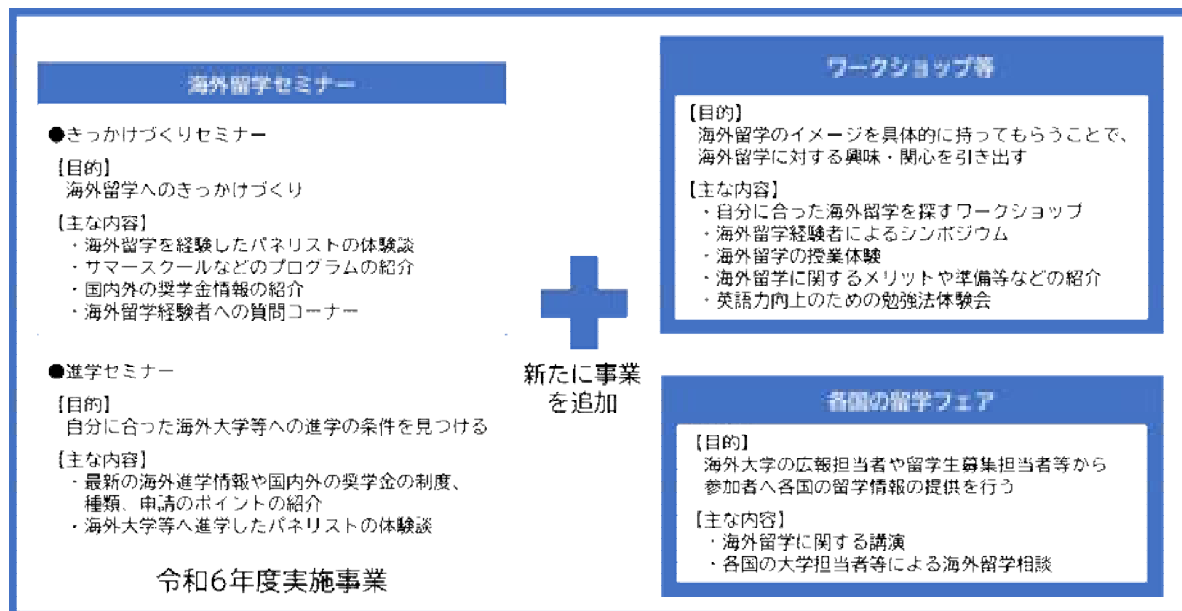 海外留学セミナー
●きっかけづくりセミナー
【目的】
海外留学へのきっかけづくり
【主な内容】
・海外留学を経験したパネリストの体験談
・サマースクールなどのプログラムの紹介
・国内外の奨学金情報の紹介
・海外留学経験者への質問コーナー
●進学セミナー
【目的】
自分に合った海外大学等への進学の条件を見つける
【主な内容】
・最新の海外進学情報や国内外の奨学金の制度、
種類、申請のポイントの紹介
・海外大学等へ進学したパネリストの体験談
令和6年度実施事業
新たに事業
を追加
ワークショップ等
【目的】
海外留学のイメージを具体的に持ってもらうことで、
海外留学に対する興味・関心を引き出す
【主な内容】
・自分に合った海外留学を探すワークショップ
・海外留学経験者によるシンポジウム
・海外留学の授業体験
・海外留学に関するメリットや準備等などの紹介
・英語力向上のための勉強法体験会
各国の留学フェア
【目的】
海外大学の広報担当者や留学生募集担当者等から
参加者へ各国の留学情報の提供を行う
【主な内容】
・海外留学に関する講演
・各国の大学担当者等による海外留学相談